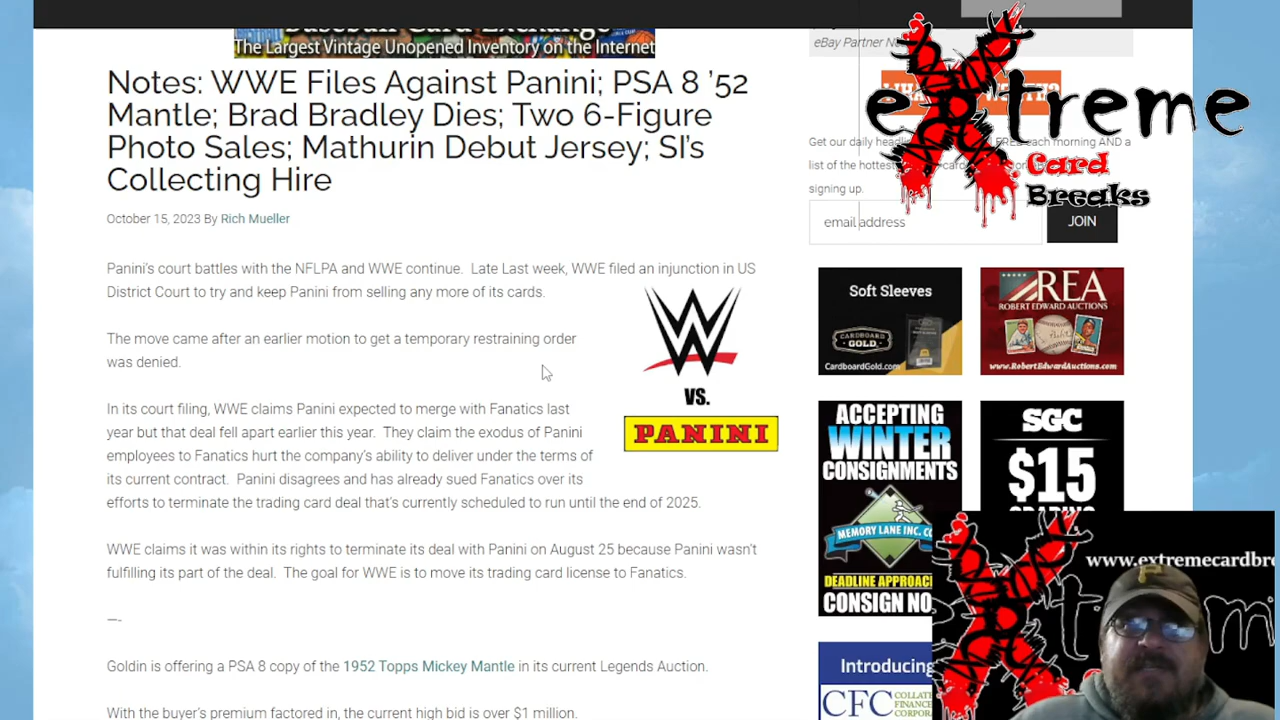 The Largest Vintage Unopened Inventory on the Internet
Notes: WWE Files Against Panini; PSA 8 ’52
Mantle; Brad Bradley Dies; Two 6-Figure
Photo Sales; Mathurin Debut Jersey; SI’s
Collecting Hire
October 15, 2023 By Rich Mueller
Panini’s court battles with the NFLPA and WWE continue. Late Last week, WWE filed an injunction in US
District Court to try and keep Panini from selling any more of its cards.
The move came after an earlier motion to get a temporary restraining order
was denied.
In its court filing, WWE claims Panini expected to merge with Fanatics last
year but that deal fell apart earlier this year. They claim the exodus of Panini
employees to Fanatics hurt the company’s ability to deliver under the terms of
its current contract. Panini disagrees and has already sued Fanatics over its
efforts to terminate the trading card deal that’s currently scheduled to run until the end of 2025.
WWE claims it was within its rights to terminate its deal with Panini on August 25 because Panini wasn’t
fulfilling its part of the deal. The goal for WWE is to move its trading card license to Fanatics.
—-
Goldin is offering a PSA 8 copy of the 1952 Topps Mickey Mantle in its current Legends Auction.
With the buyer’s premium factored in, the current high bid is over $1 million.
W
VS.
PANINI
eBay Partner
eXtreme
Card
Breaks
Get our daily each morning AND a
list of the
signing up.
email address
JOIN
Soft Sleeves
CARDBOARD
GOLD
CardboardGold.com
REA
ROBERT EDWARD AUCTIONS
www.RobertEdwardAuctions.com
ACCEPTING
WINTER
CONSIGNMENTS
MEMORY LANE INC.
DEADLINE
CONSIGN
SGC
$15
Introducing
CFC
www.extremecardbr